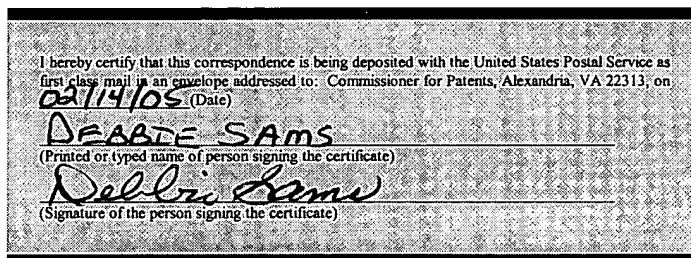 I hereby certify that this correspondence is being deposited with the United States Postal Service as
first class mail in an envelope addressed to: Commissioner for Patents, Alexandria, VA 22313, on
02/14/05 (Date)
DEBBIE SAMS
(Printed or typed name of person signing the certificate)
Debbie Sams
(Signature of the person signing the certificate)